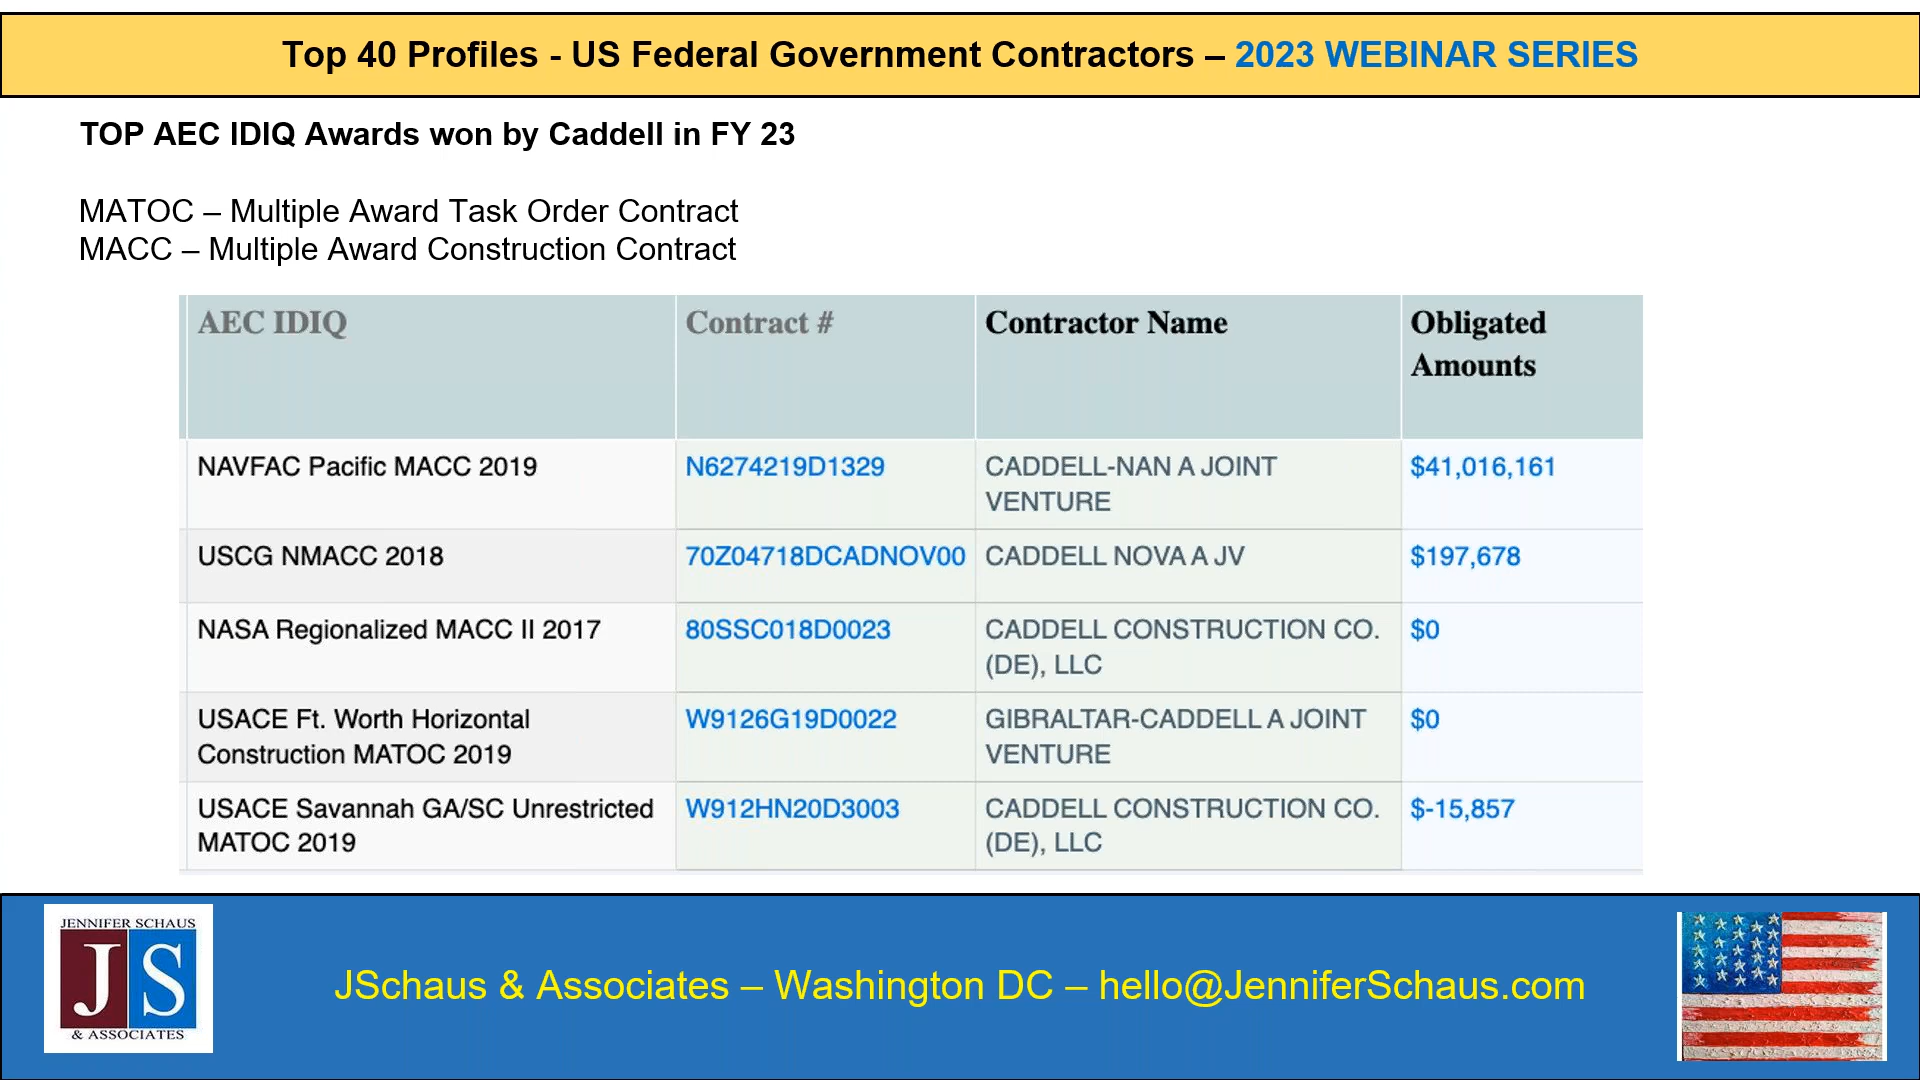 Top 40 Profiles - US Federal Government Contractors – 2023 WEBINAR SERIES
TOP AEC IDIQ Awards won by Caddell in FY 23
MATOC – Multiple Award Task Order Contract
MACC – Multiple Award Construction Contract
AEC IDIQ
Contract #
Contractor Name
Obligated
Amounts
NAVFAC Pacific MACC 2019
N6274219D1329
CADDELL-NAN A JOINT
VENTURE
$41,016,161
USCG NMACC 2018
70Z04718DCADNOV00
CADDELL NOVA A JV
$197,678
NASA Regionalized MACC II 2017
80SSC018D0023
CADDELL CONSTRUCTION CO.
(DE), LLC
$0
USACE Ft. Worth Horizontal
Construction MATOC 2019
W9126G19D0022
GIBRALTAR-CADDELL A JOINT
VENTURE
$0
USACE Savannah GA/SC Unrestricted
MATOC 2019
W912HN20D3003
CADDELL CONSTRUCTION CO.
(DE), LLC
$-15,857
JENNIFER SCHAUS
JS
& ASSOCIATES
JSchaus & Associates – Washington DC – hello@JenniferSchaus.com